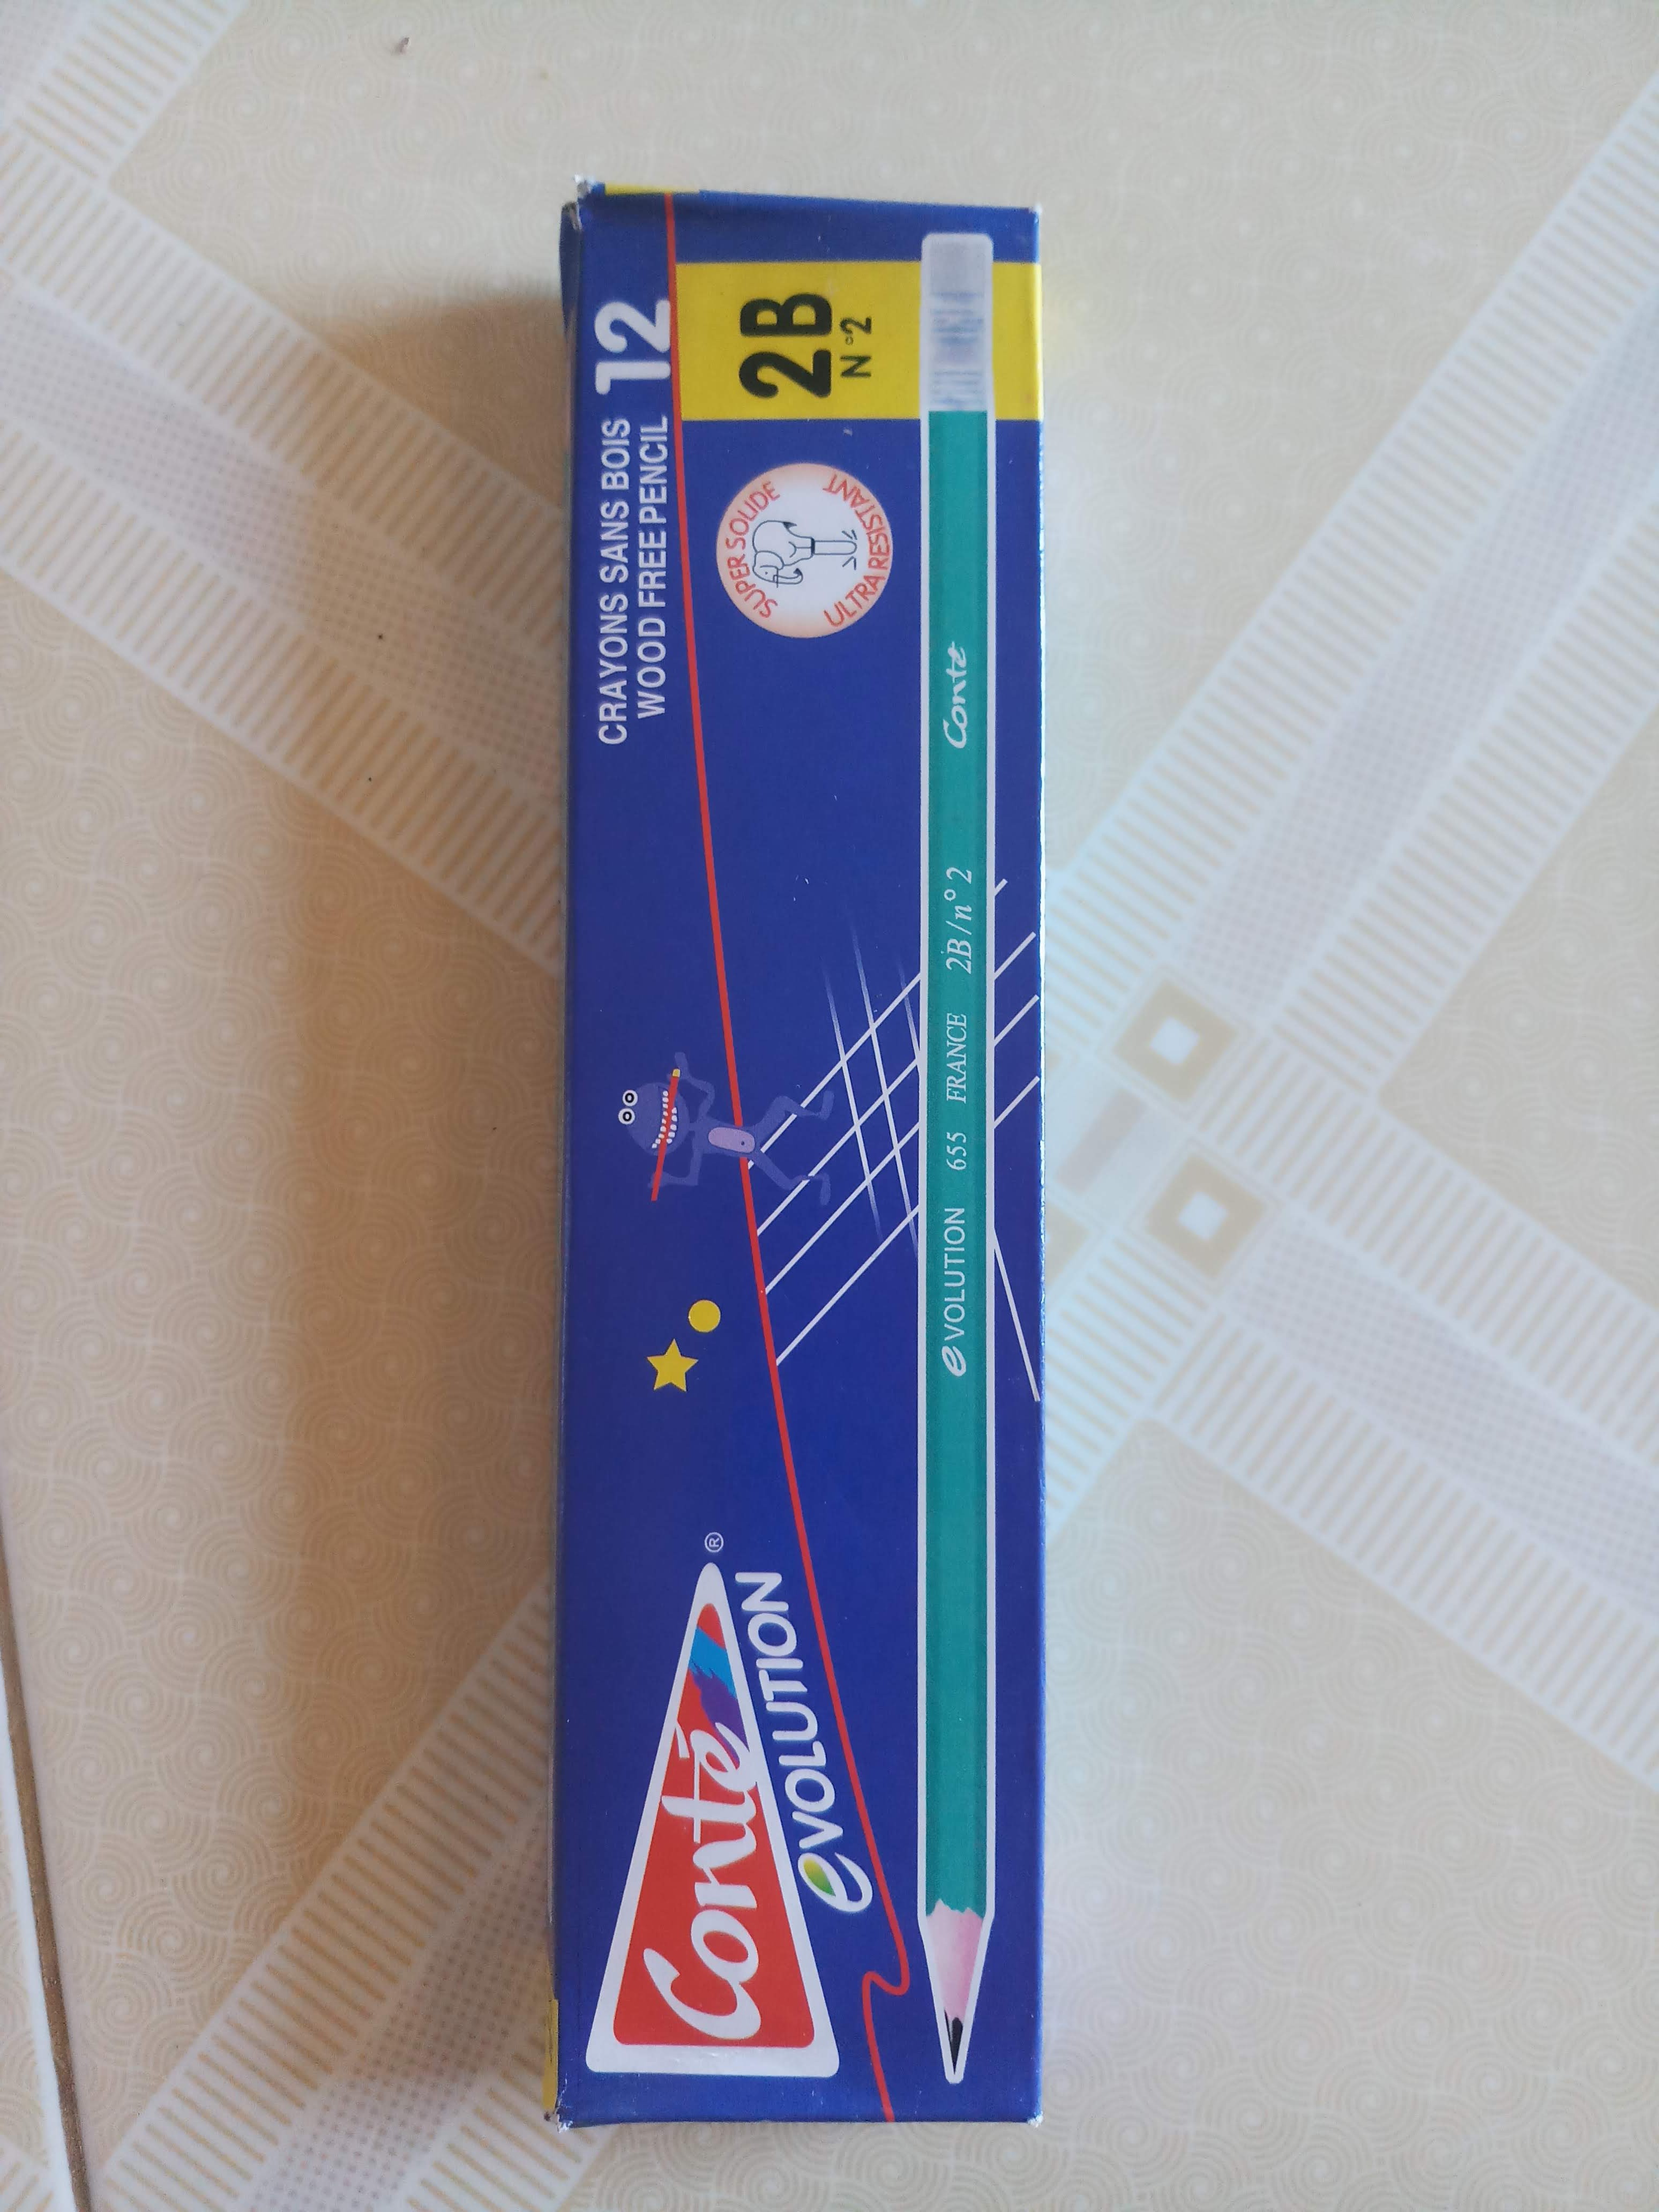 Conté ®
eVOLUTION
CRAYONS SANS BOIS
WOOD FREE PENCIL
12
2B
N°2
SUPER SOLIDE
ULTRA RESISTANT
eVOLUTION 655 FRANCE 2B/n°2 Conté